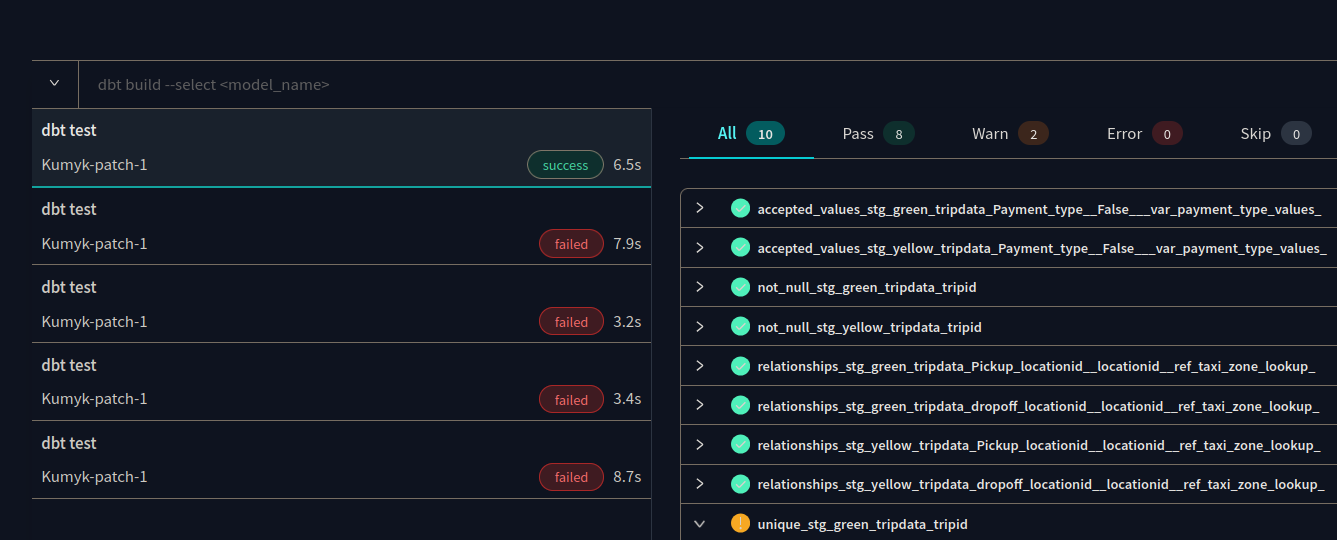 dbt build --select <model_name>
dbt test
Kumyk-patch-1 success 6.5s
dbt test
Kumyk-patch-1 failed 7.9s
dbt test
Kumyk-patch-1 failed 3.2s
dbt test
Kumyk-patch-1 failed 3.4s
dbt test
Kumyk-patch-1 failed 8.7s
All 10 Pass 8 Warn 2 Error 0 Skip 0
accepted_values_stg_green_tripdata_Payment_type__False___var_payment_type_values_
accepted_values_stg_yellow_tripdata_Payment_type__False___var_payment_type_values_
not_null_stg_green_tripdata_tripid
not_null_stg_yellow_tripdata_tripid
relationships_stg_green_tripdata_Pickup_locationid__locationid__ref_taxi_zone_lookup_
relationships_stg_green_tripdata_dropoff_locationid__locationid__ref_taxi_zone_lookup_
relationships_stg_yellow_tripdata_Pickup_locationid__locationid__ref_taxi_zone_lookup_
relationships_stg_yellow_tripdata_dropoff_locationid__locationid__ref_taxi_zone_lookup_
unique_stg_green_tripdata_tripid